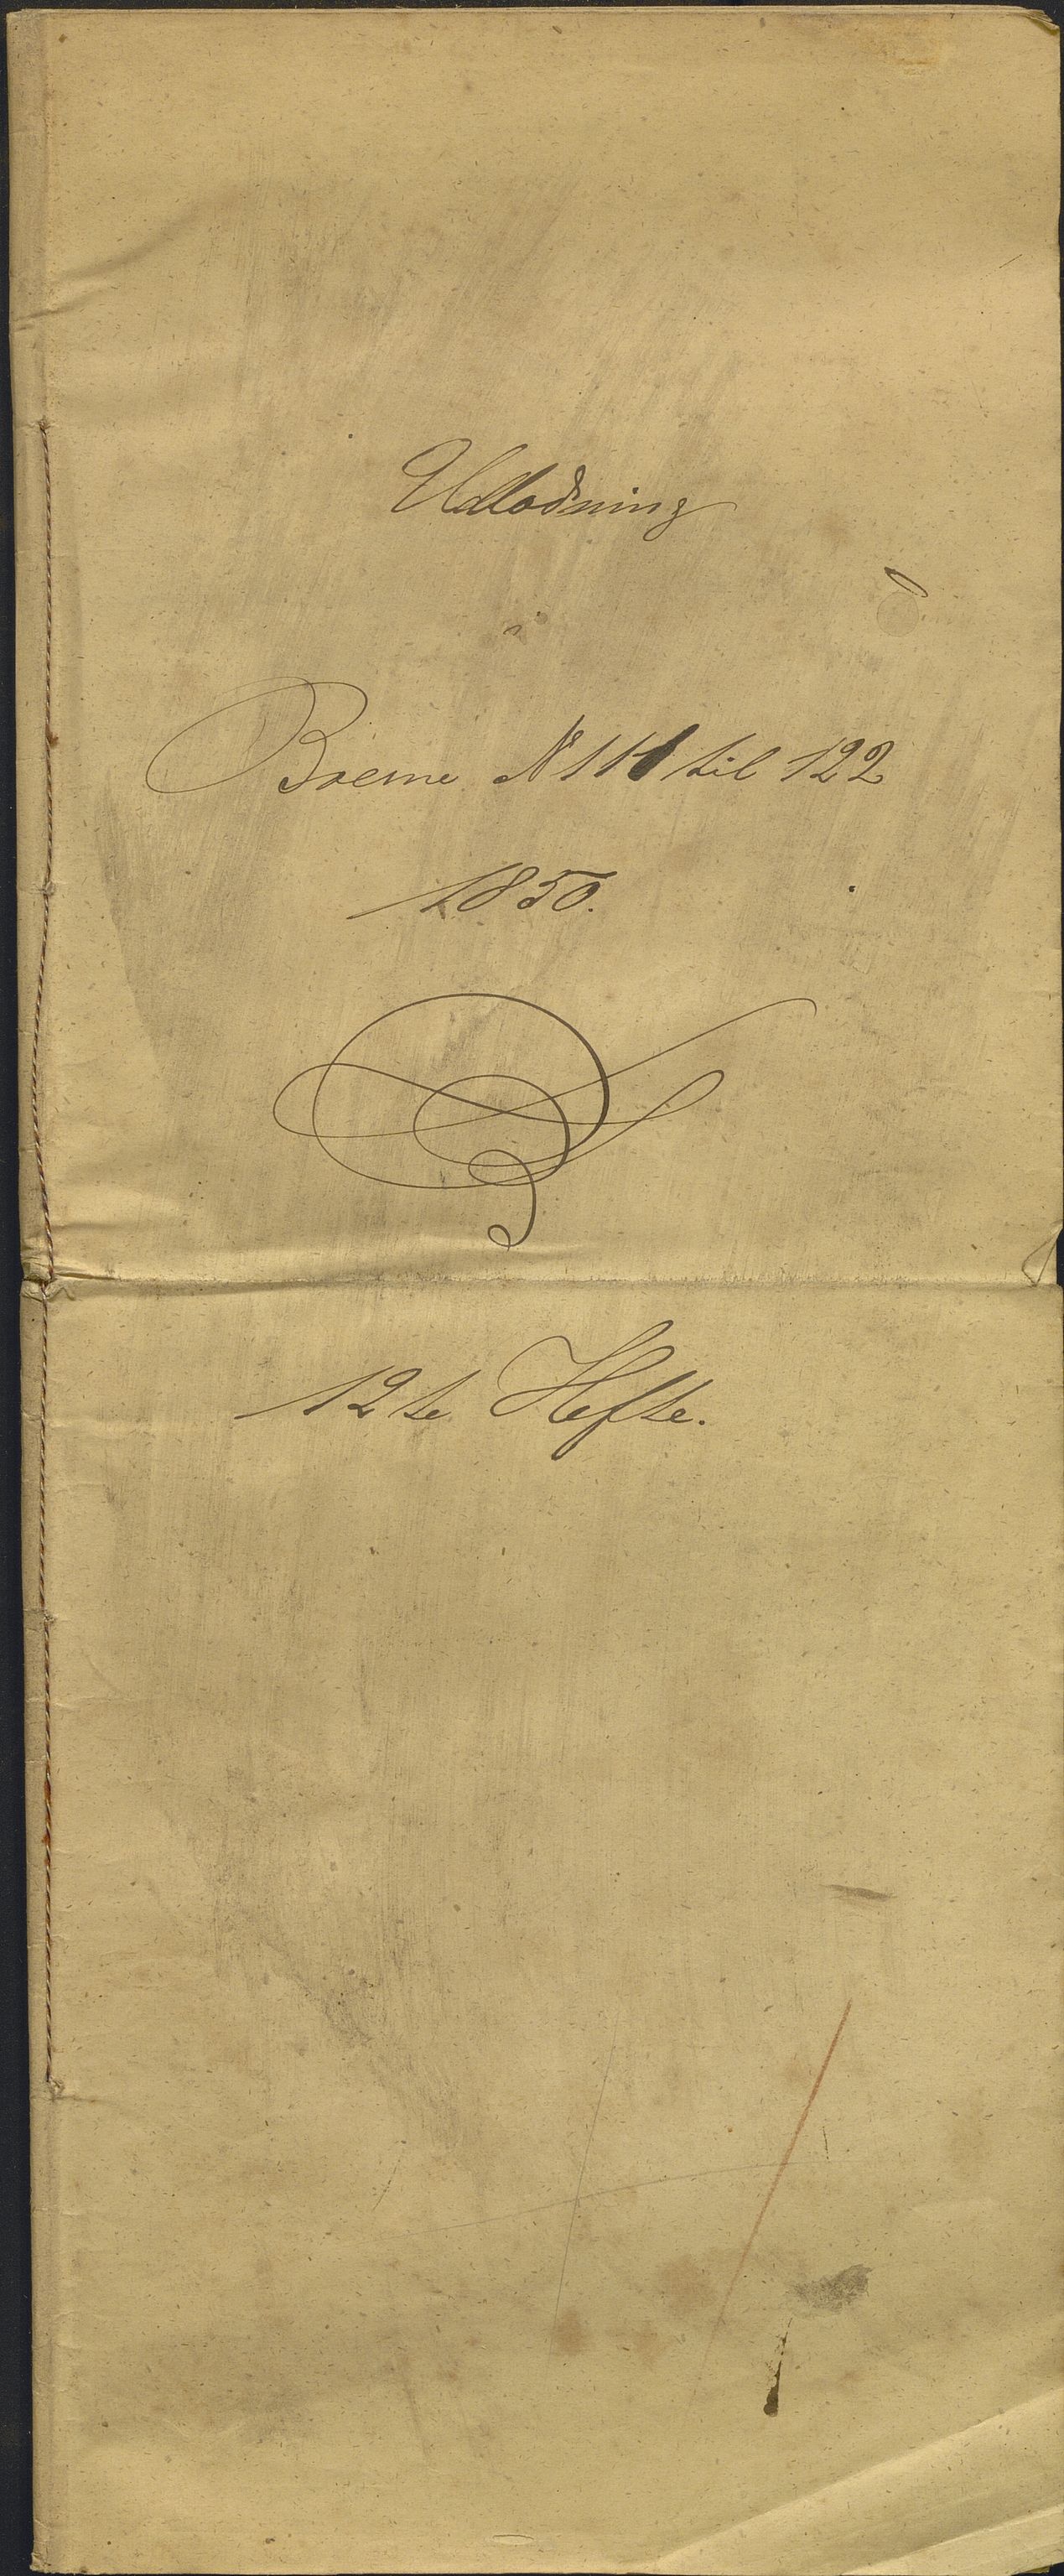 Udlodning
i
Boerne № 111 til 122
1850.
12te Hefte.